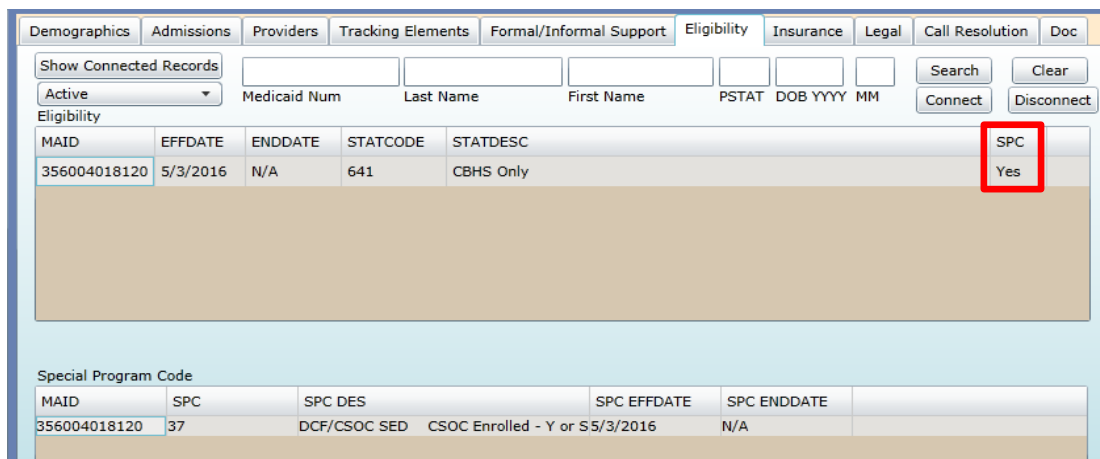 Demographics Admissions Providers Tracking Elements Formal/Informal Support Eligibility Insurance Legal Call Resolution Doc
Show Connected Records Search Clear
Active Medicaid Num Last Name First Name PSTAT DOB YYYY MM Connect Disconnect
Eligibility
MAID EFFDATE ENDDATE STATCODE STATDESC SPC
356004018120 5/3/2016 N/A 641 CBHS Only Yes
Special Program Code
MAID SPC SPC DES SPC EFFDATE SPC ENDDATE
356004018120 37 DCF/CSOC SED CSOC Enrolled - Y or S 5/3/2016 N/A